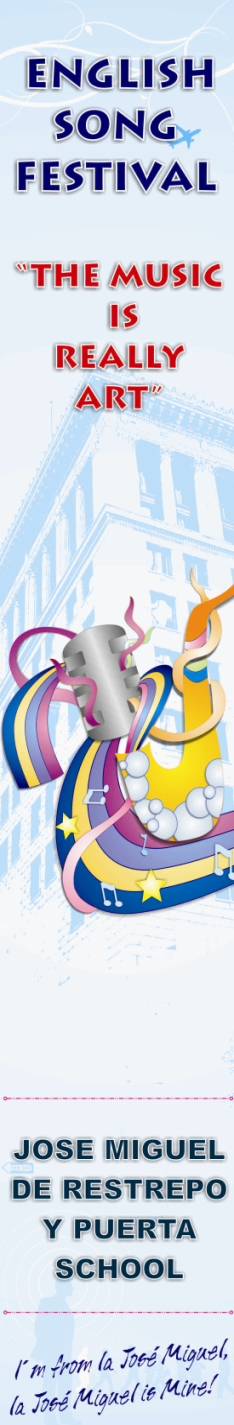 ENGLISH
SONG
FESTIVAL
“THE MUSIC
IS
REALLY
ART”
JOSE MIGUEL
DE RESTREPO
Y PUERTA
SCHOOL
I´m from la José Miguel,
la José Miguel is Mine!